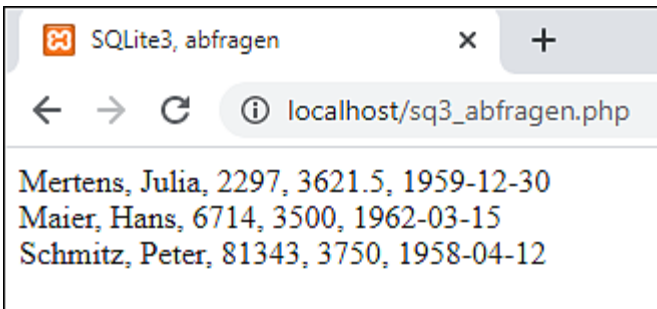 SQLite3, abfragen
localhost/sq3_abfragen.php
Mertens, Julia, 2297, 3621.5, 1959-12-30
Maier, Hans, 6714, 3500, 1962-03-15
Schmitz, Peter, 81343, 3750, 1958-04-12